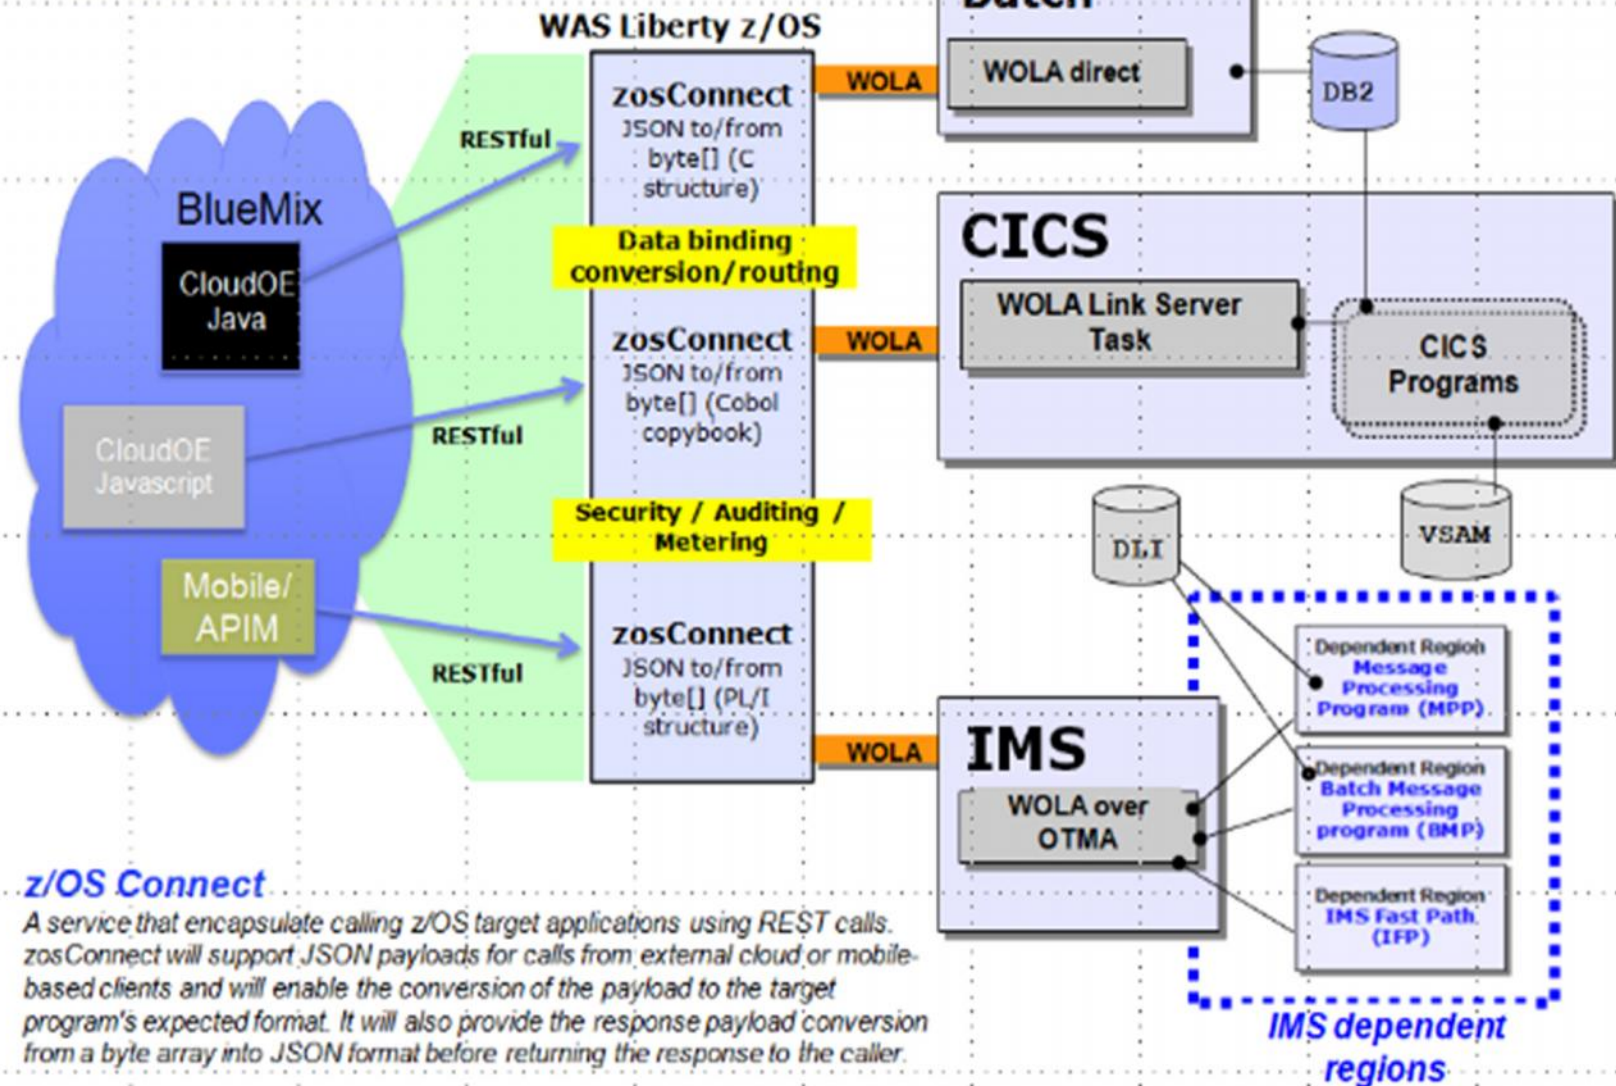 WAS Liberty z/OS
Batch
WOLA
WOLA direct
DB2
zosConnect
JSON to/from
byte[] (C
structure)
RESTful
BlueMix
CloudOE
Java
Data binding
conversion/routing
CICS
WOLA
WOLA Link Server
Task
CICS
Programs
zosConnect
JSON to/from
byte[] (Cobol
copybook)
RESTful
CloudOE
Javascript
Security / Auditing /
Metering
DLI
VSAM
Mobile/
APIM
RESTful
zosConnect
JSON to/from
byte[] (PL/I
structure)
WOLA
IMS
WOLA over
OTMA
Dependent Region
Message
Processing
Program (MPP)
Dependent Region
Batch Message
Processing
program (BMP)
Dependent Region
IMS Fast Path
(IFP)
IMS dependent
regions
z/OS Connect
A service that encapsulate calling z/OS target applications using REST calls.
zosConnect will support JSON payloads for calls from external cloud or mobile-
based clients and will enable the conversion of the payload to the target
program's expected format. It will also provide the response payload conversion
from a byte array into JSON format before returning the response to the caller.